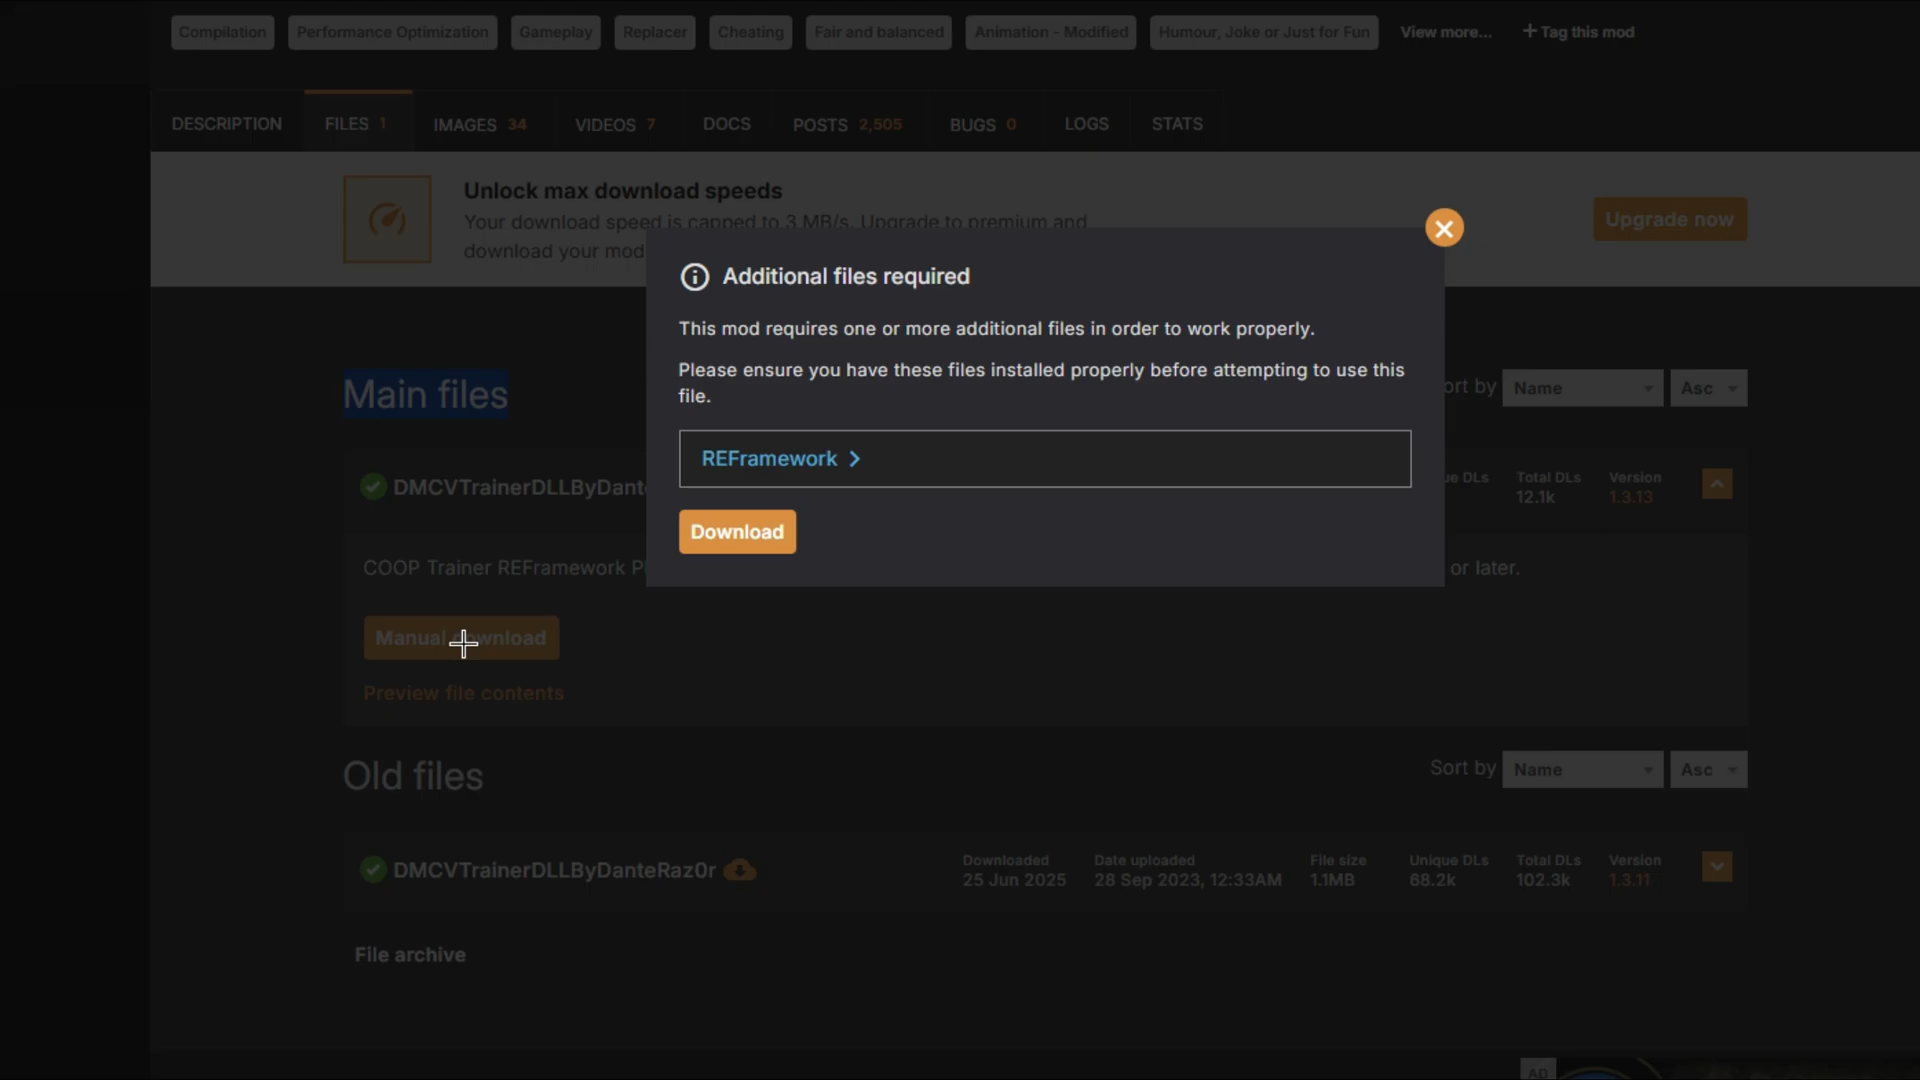 Compilation Performance Optimization Gameplay Replacer Cheating Fair and balanced Animation - Modified Humour, Joke or Just for Fun View more... + Tag this mod
DESCRIPTION FILES 1 IMAGES 34 VIDEOS 7 DOCS POSTS 2,505 BUGS 0 LOGS STATS
Unlock max download speeds
Your download speed is capped to 3 MB/s. Upgrade to premium and
download your mod
Upgrade now
Additional files required
This mod requires one or more additional files in order to work properly.
Please ensure you have these files installed properly before attempting to use this
file.
REFramework
Download
Main files
ort by Name Asc
DMCVTrainerDLLByDant
ue DLs Total DLs Version
12.1k 1.3.13
COOP Trainer REFramework P
or later.
Manual download
Preview file contents
Old files
Sort by Name Asc
DMCVTrainerDLLByDanteRaz0r
Downloaded Date uploaded File size Unique DLs Total DLs Version
25 Jun 2025 28 Sep 2023, 12:33AM 1.1MB 68.2k 102.3k 1.3.11
File archive
AD